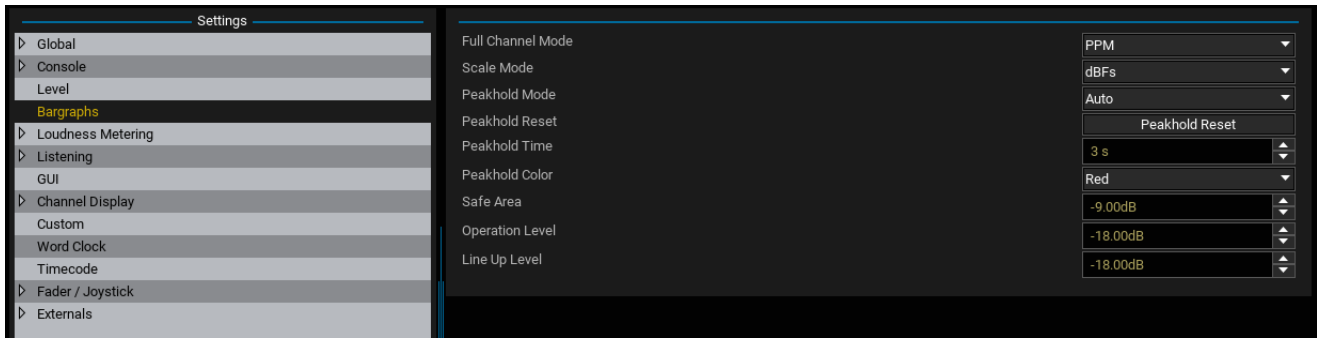 Settings
Global
Console
Level
Bargraphs
Loudness Metering
Listening
GUI
Channel Display
Custom
Word Clock
Timecode
Fader / Joystick
Externals
Full Channel Mode PPM
Scale Mode dBFs
Peakhold Mode Auto
Peakhold Reset Peakhold Reset
Peakhold Time 3 s
Peakhold Color Red
Safe Area -9.00dB
Operation Level -18.00dB
Line Up Level -18.00dB